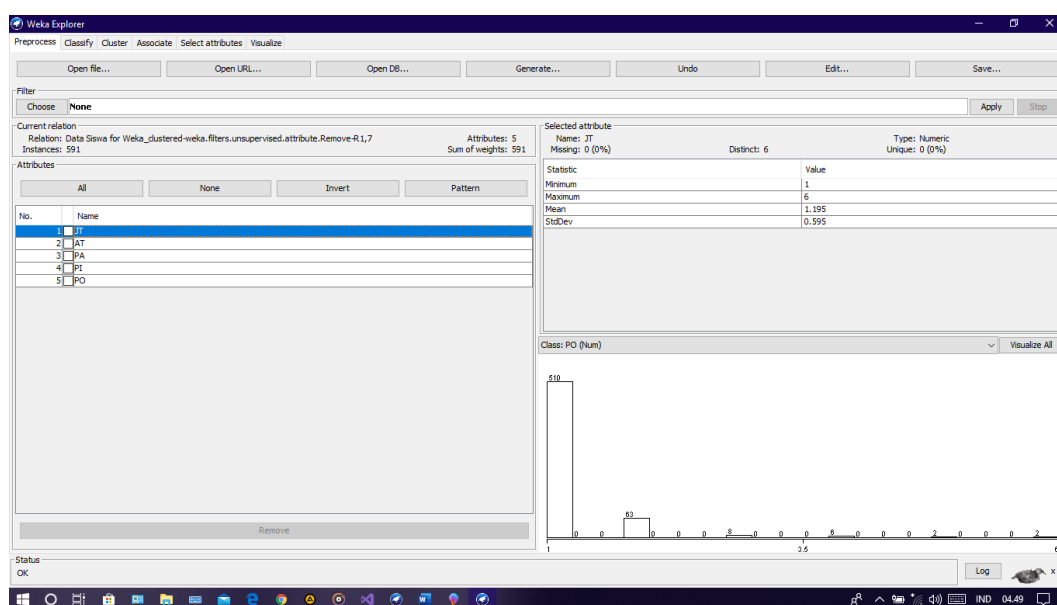 Weka Explorer
Preprocess Classify Cluster Associate Select attributes Visualize
Open file... Open URL... Open DB... Generate... Undo Edit... Save...
Filter
Choose None Apply Stop
Current relation
Relation: Data Siswa for Weka_clustered-weka.filters.unsupervised.attribute.Remove-R1,7 Attributes: 5
Instances: 591 Sum of weights: 591
Attributes
All None Invert Pattern
No. Name
1 JT
2 AT
3 PA
4 PI
5 PO
Remove
Selected attribute
Name: JT Type: Numeric
Missing: 0 (0%) Distinct: 6 Unique: 0 (0%)
Statistic Value
Minimum 1
Maximum 6
Mean 1.195
StdDev 0.595
Class: PO (Num) Visualize All
510
63
0 0 0 0 0 8 0 0 0 6 0 0 0 2 0 0 0 2
1 3.5 6
Status
OK
Log x 0
IND 04.49